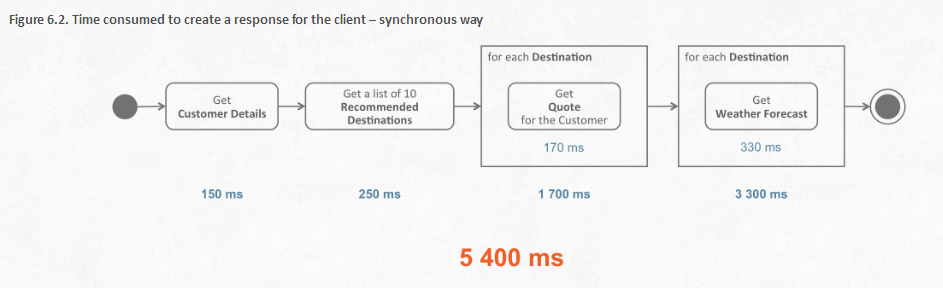 Figure 6.2. Time consumed to create a response for the client – synchronous way
for each Destination
for each Destination
Get
Customer Details
Get a list of 10
Recommended
Destinations
Get
Quote
for the Customer
Get
Weather Forecast
170 ms
330 ms
150 ms
250 ms
1 700 ms
3 300 ms
5 400 ms